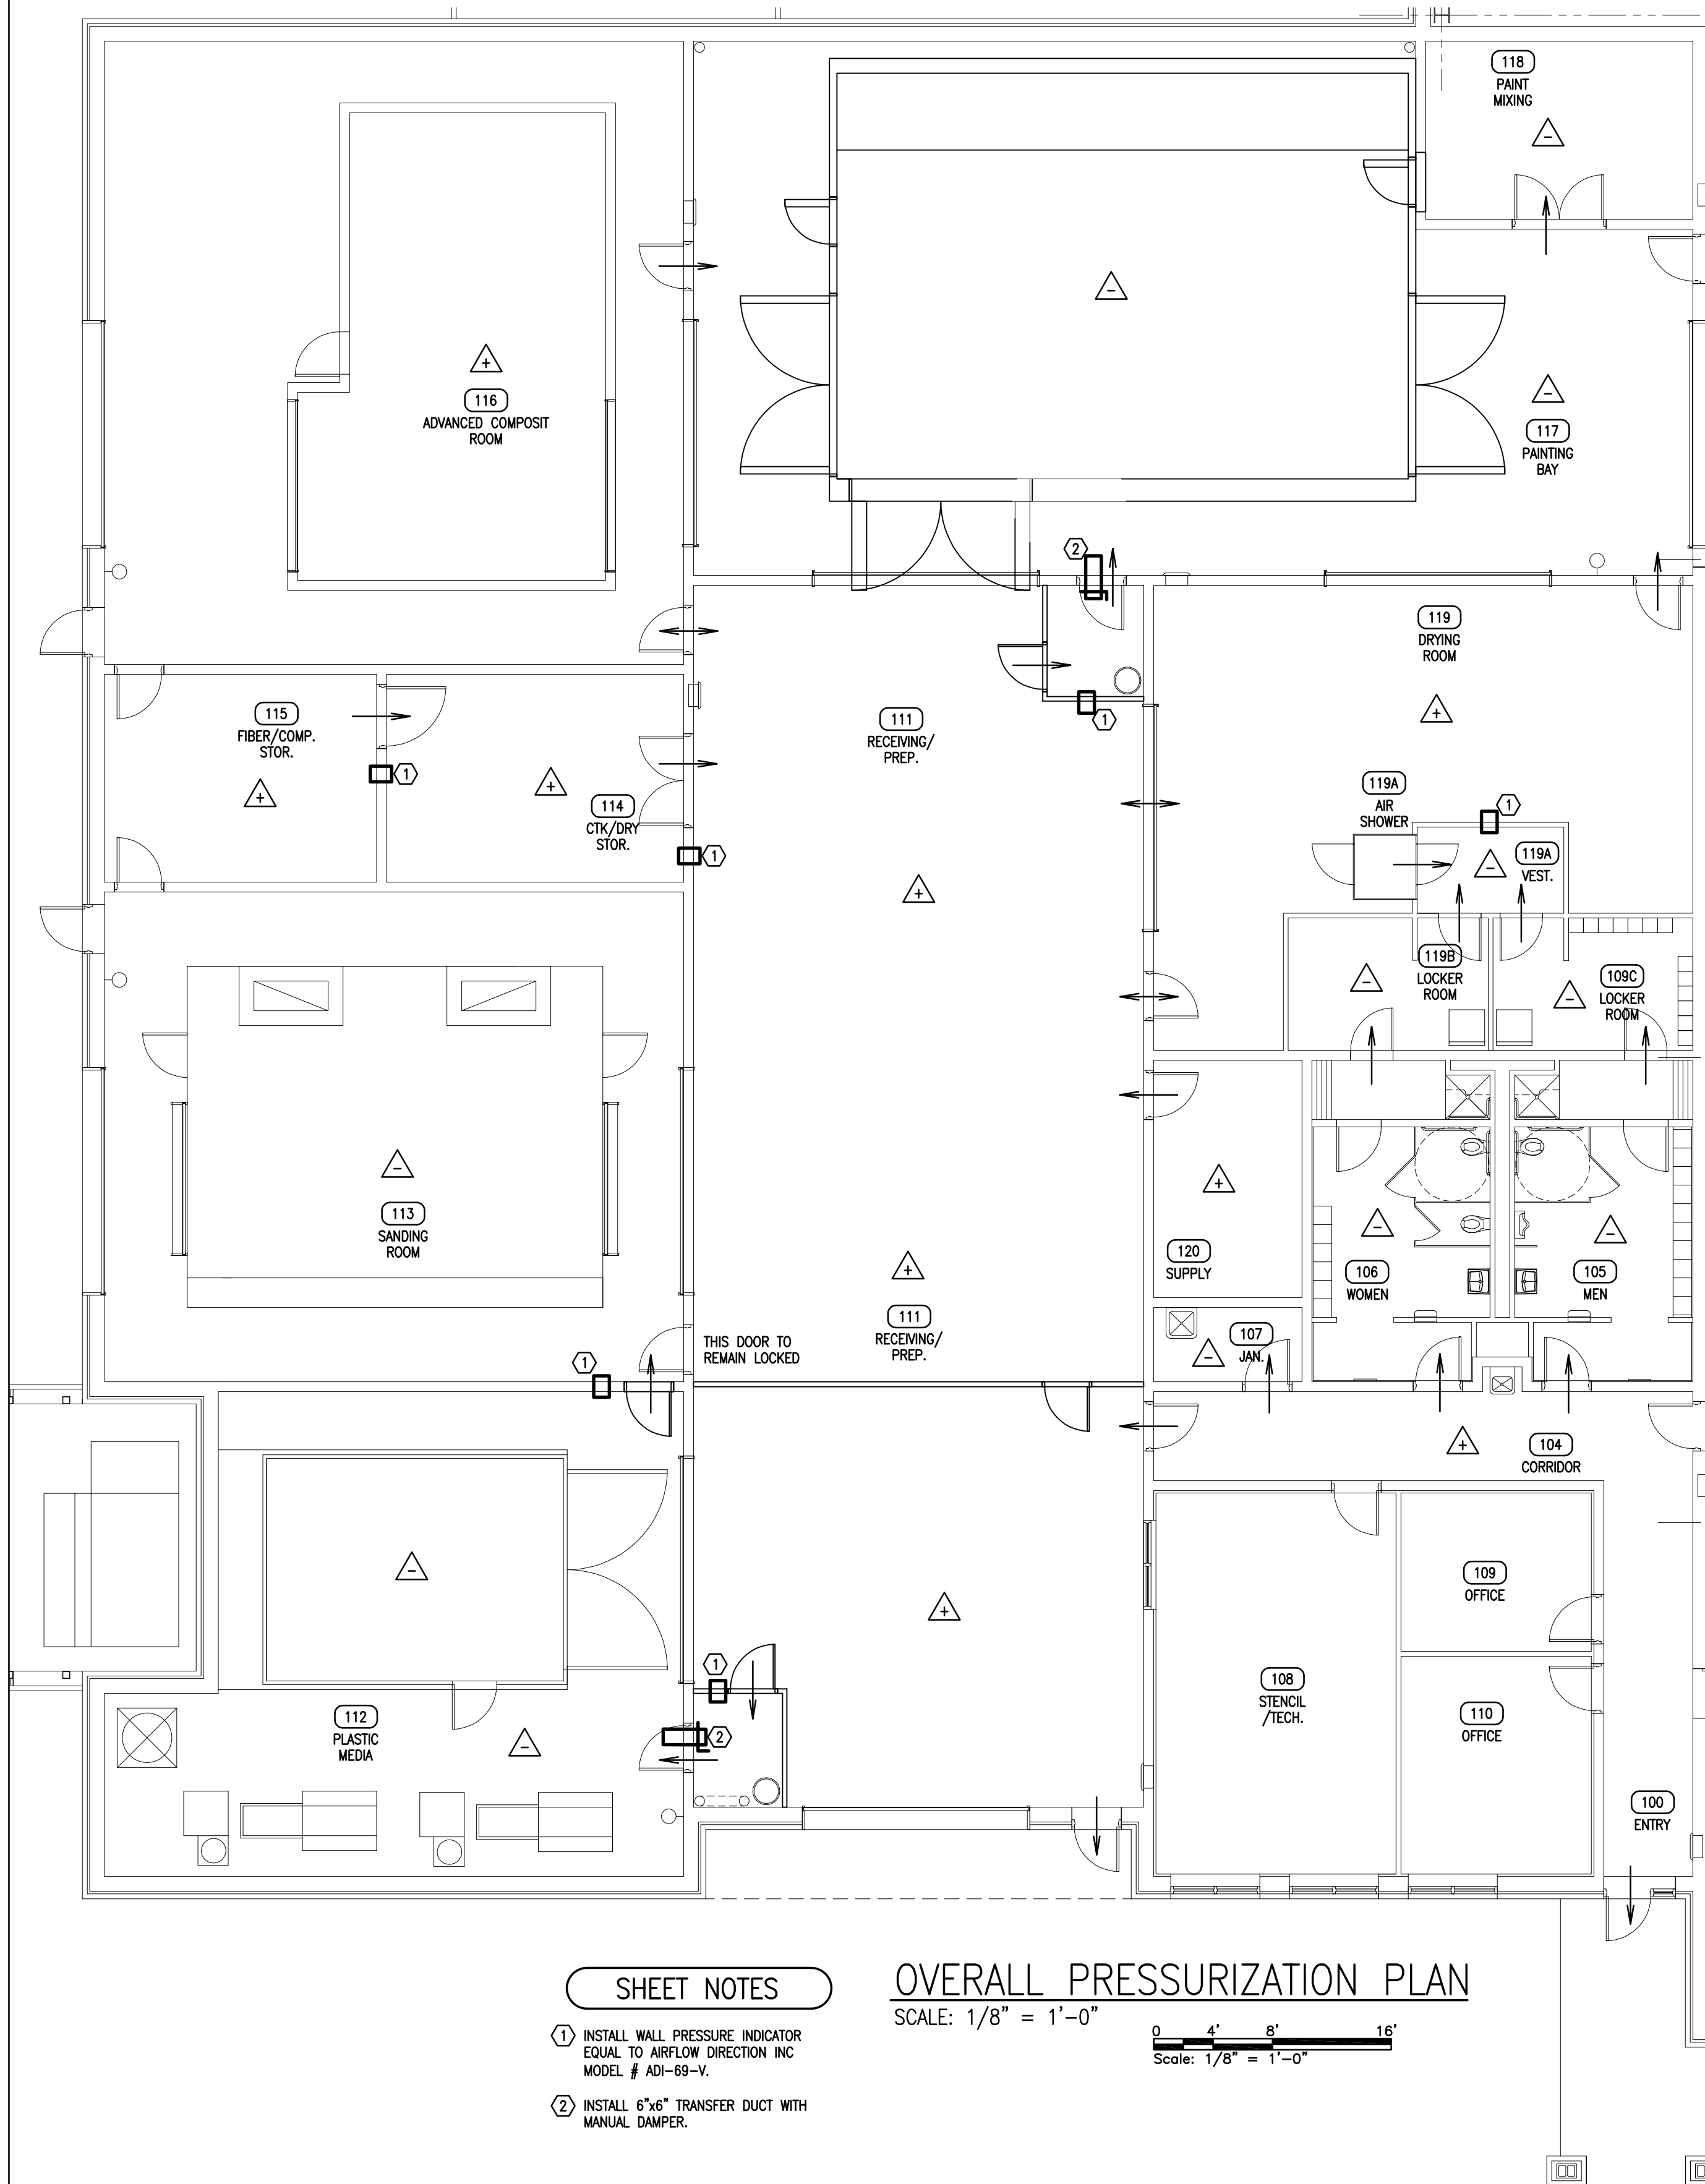 118
PAINT
MIXING
-
-
+
116
ADVANCED COMPOSIT
ROOM
-
117
PAINTING
BAY
2
119
DRYING
ROOM
115
FIBER/COMP.
STOR.
111
RECEIVING/
PREP.
1
+
1
+
+
114
CTK/DRY
STOR.
119A
AIR
SHOWER
1
1
+
-
119A
VEST.
119B
LOCKER
ROOM
-
109C
LOCKER
ROOM
-
-
113
SANDING
ROOM
+
120
SUPPLY
-
106
WOMEN
-
105
MEN
+
111
RECEIVING/
PREP.
THIS DOOR TO
REMAIN LOCKED
1
107
JAN.
-
+
104
CORRIDOR
-
+
109
OFFICE
1
108
STENCIL
/TECH.
112
PLASTIC
MEDIA
-
2
110
OFFICE
100
ENTRY
SHEET NOTES
1 INSTALL WALL PRESSURE INDICATOR
EQUAL TO AIRFLOW DIRECTION INC
MODEL # ADI-69-V.
2 INSTALL 6"x6" TRANSFER DUCT WITH
MANUAL DAMPER.
OVERALL PRESSURIZATION PLAN
SCALE: 1/8" = 1'-0"
0 4' 8' 16'
Scale: 1/8" = 1'-0"